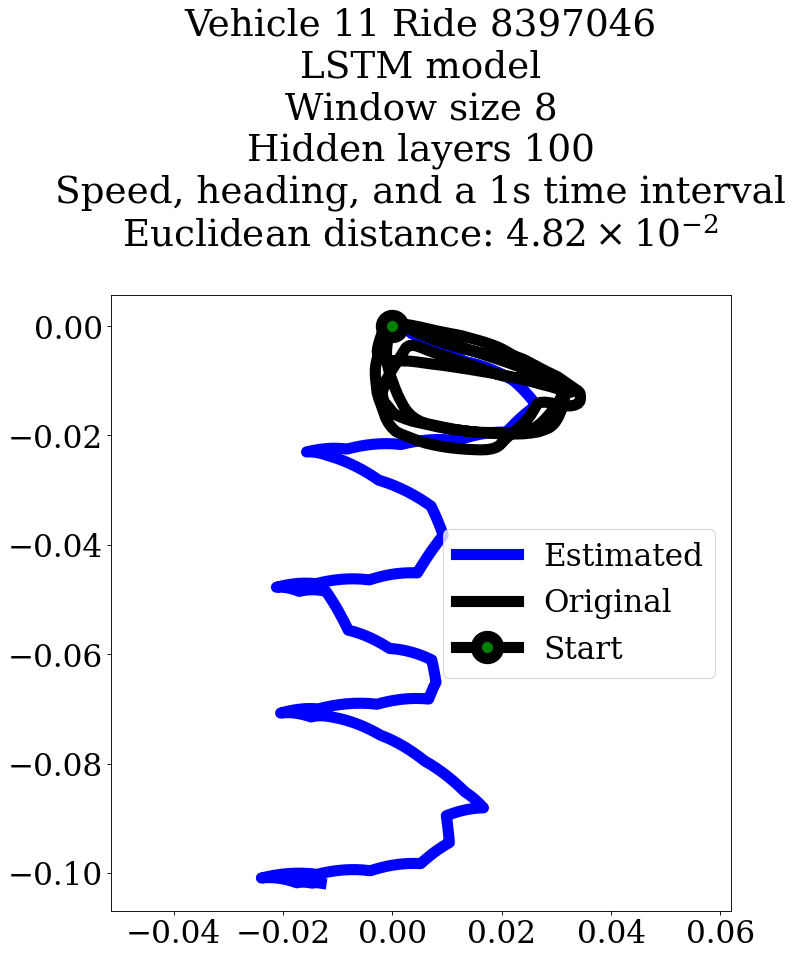 Vehicle 11 Ride 8397046
LSTM model
Window size 8
Hidden layers 100
Speed, heading, and a 1s time interval
Euclidean distance: 4.82 × 10⁻²
0.00
−0.02
−0.04
−0.06
−0.08
−0.10
Estimated
Original
Start
−0.04 −0.02 0.00 0.02 0.04 0.06